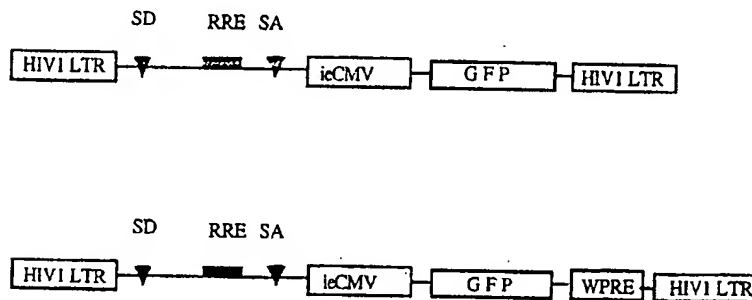 SD RRE SA
HIV1 LTR ieCMV GFP HIV1 LTR
SD RRE SA
HIV1 LTR ieCMV GFP WPRE HIV1 LTR